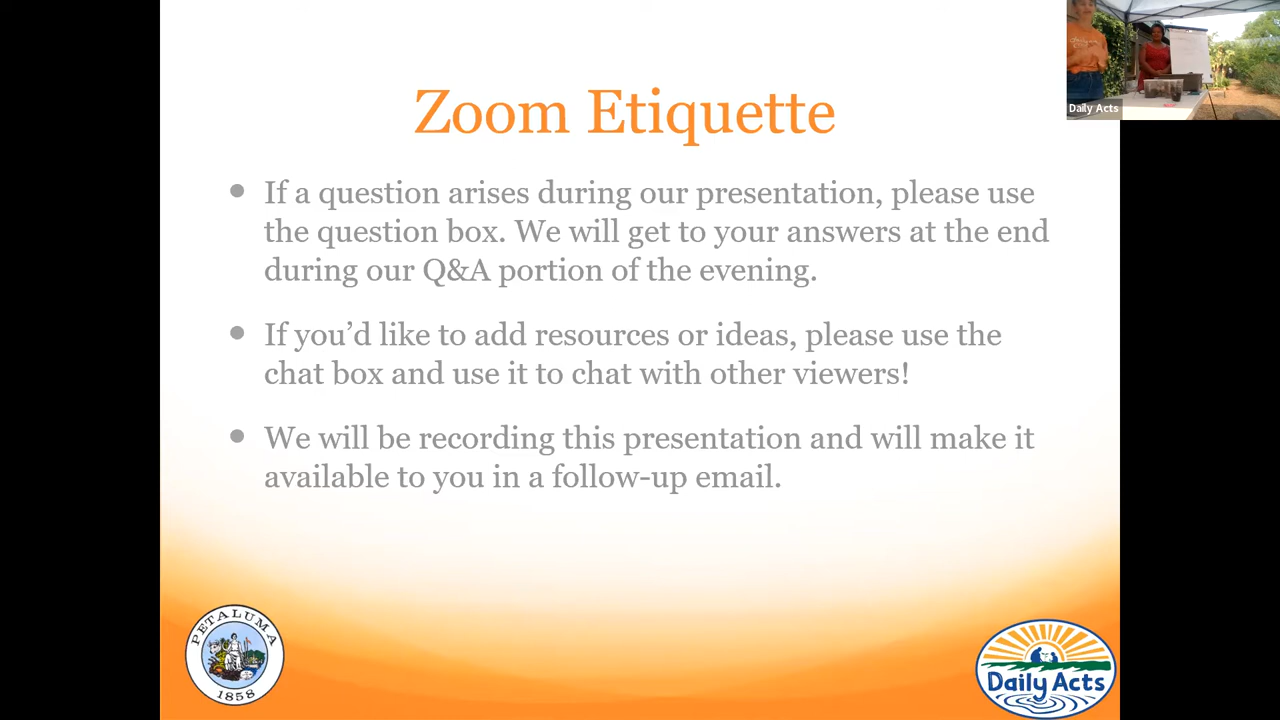 Zoom Etiquette
Daily Acts
• If a question arises during our presentation, please use
the question box. We will get to your answers at the end
during our Q&A portion of the evening.
• If you’d like to add resources or ideas, please use the
chat box and use it to chat with other viewers!
• We will be recording this presentation and will make it
available to you in a follow-up email.
PETALUMA
1858
Daily Acts